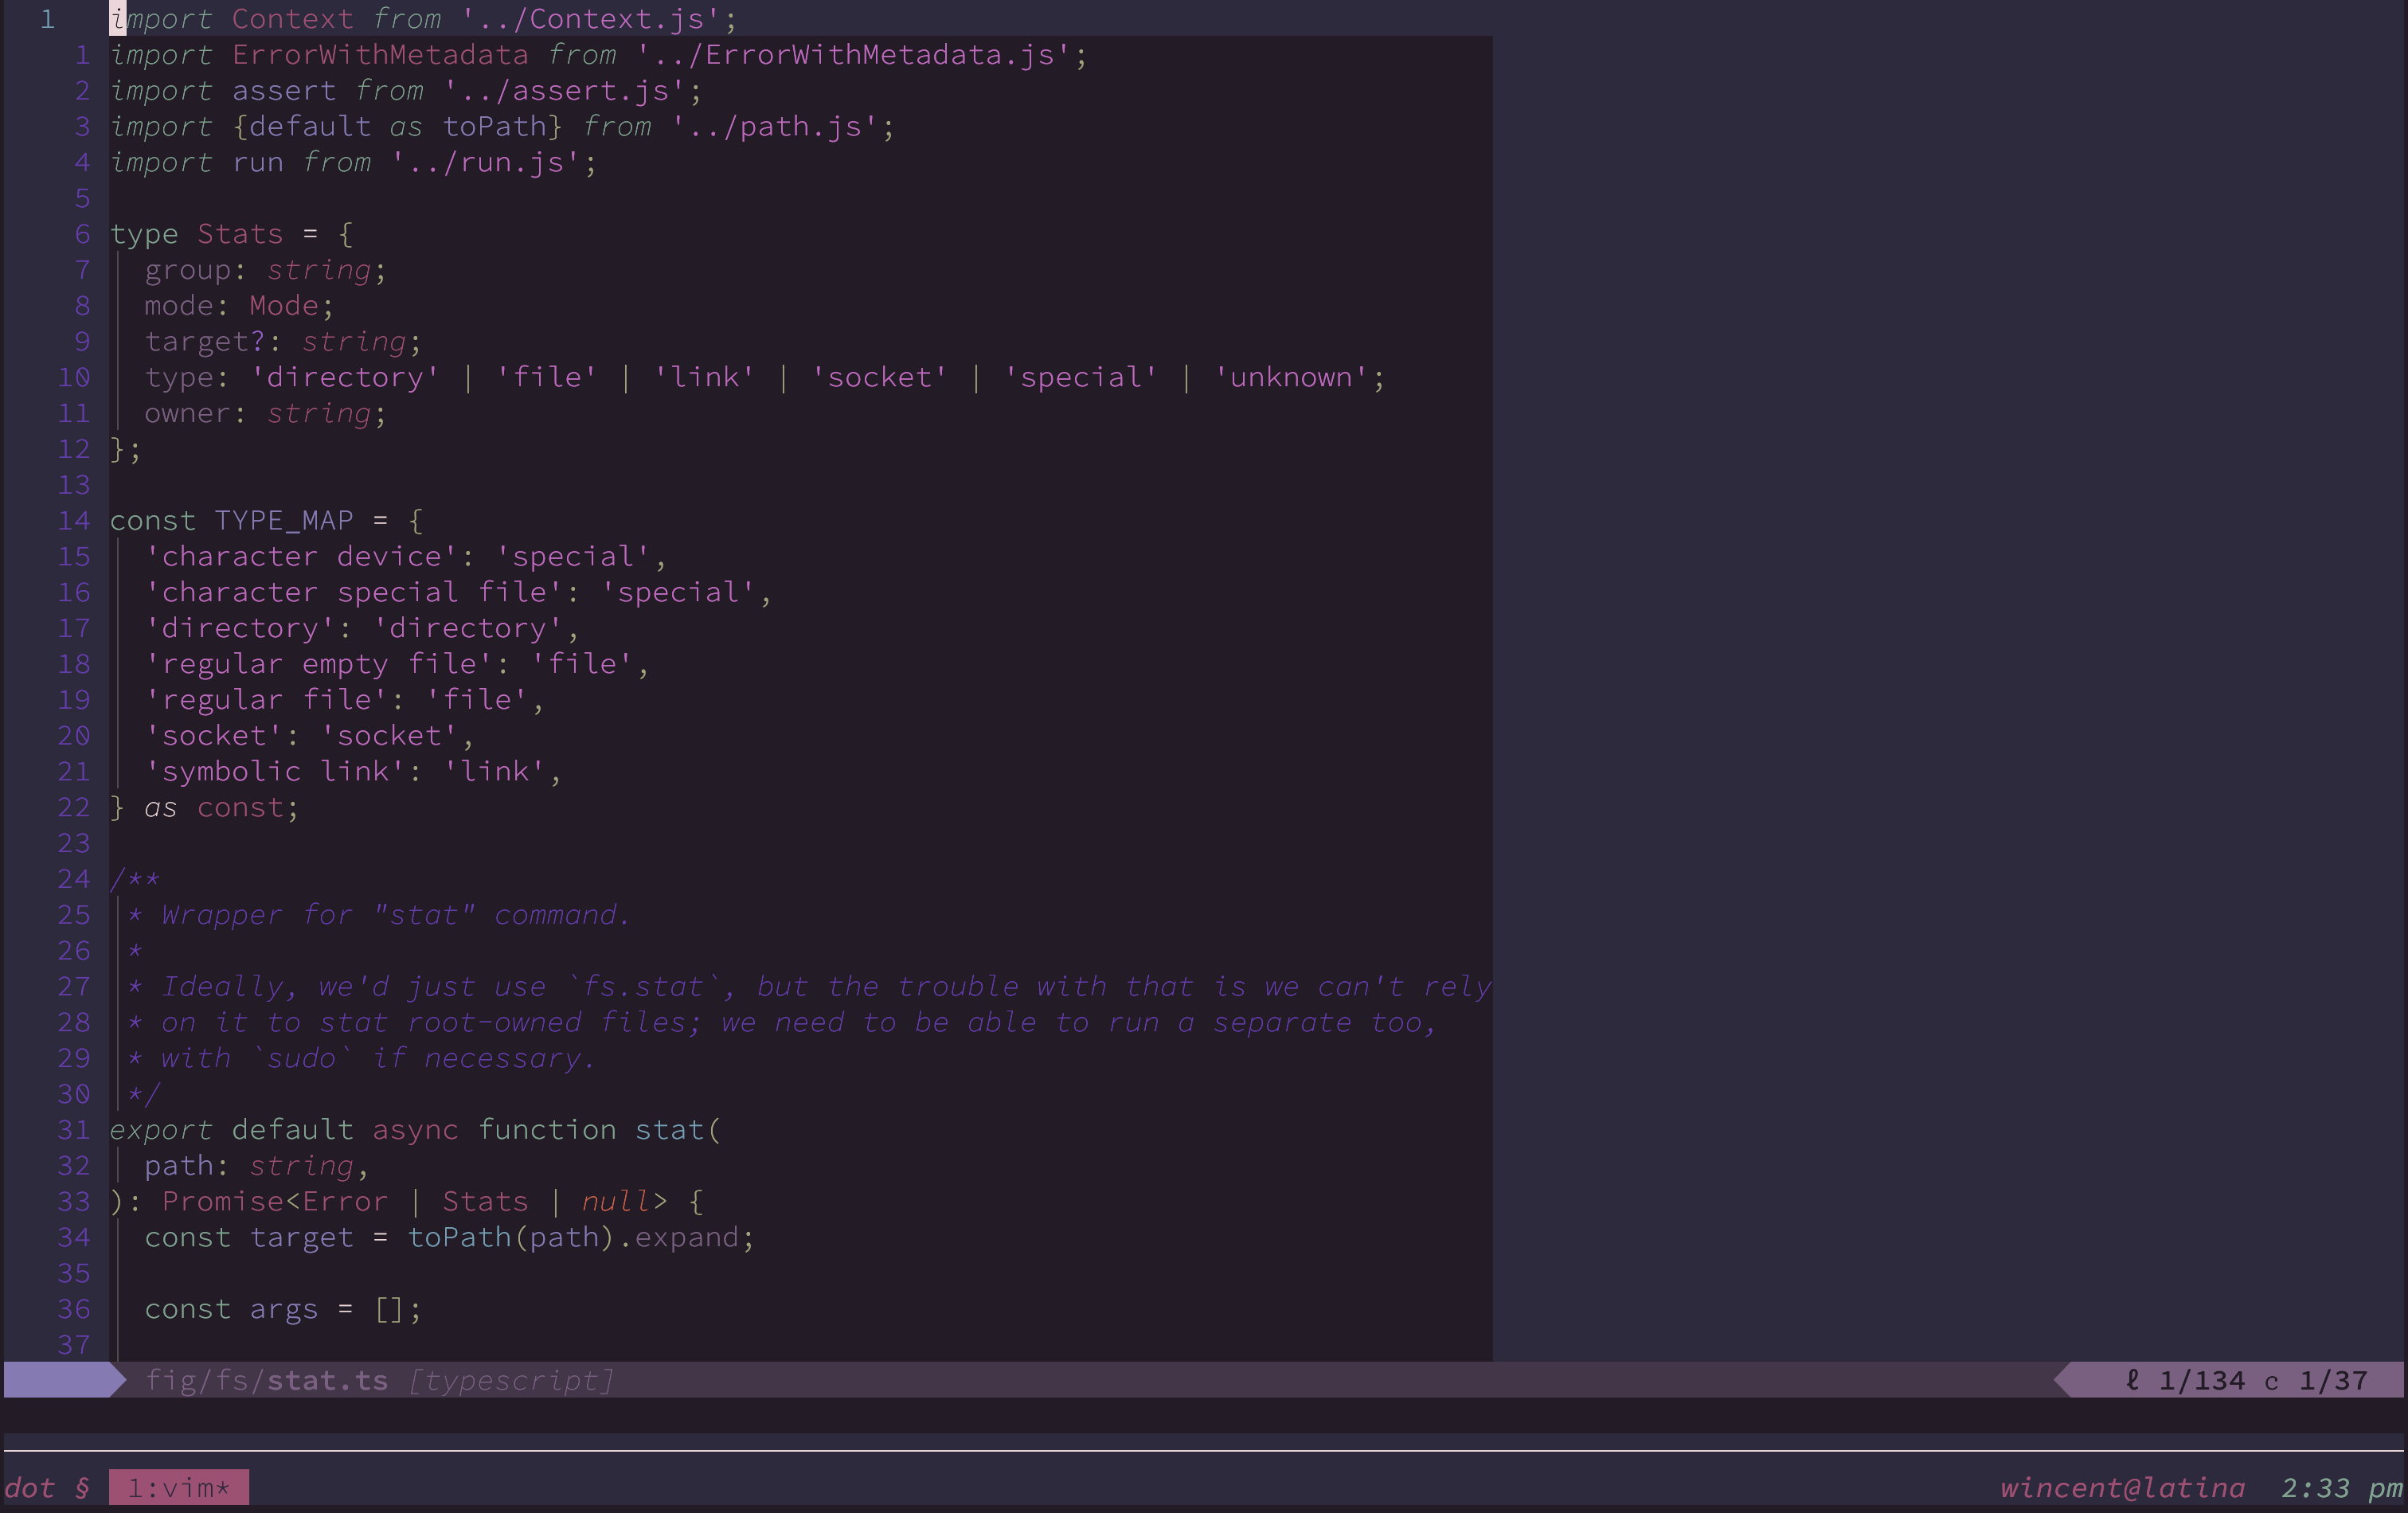 1 import Context from '../Context.js';
1 import ErrorWithMetadata from '../ErrorWithMetadata.js';
2 import assert from '../assert.js';
3 import {default as toPath} from '../path.js';
4 import run from '../run.js';
5
6 type Stats = {
7   group: string;
8   mode: Mode;
9   target?: string;
10   type: 'directory' | 'file' | 'link' | 'socket' | 'special' | 'unknown';
11   owner: string;
12 };
13
14 const TYPE_MAP = {
15   'character device': 'special',
16   'character special file': 'special',
17   'directory': 'directory',
18   'regular empty file': 'file',
19   'regular file': 'file',
20   'socket': 'socket',
21   'symbolic link': 'link',
22 } as const;
23
24 /**
25  * Wrapper for "stat" command.
26  *
27  * Ideally, we'd just use `fs.stat`, but the trouble with that is we can't rely
28  * on it to stat root-owned files; we need to be able to run a separate too,
29  * with `sudo` if necessary.
30  */
31 export default async function stat(
32   path: string,
33 ): Promise<Error | Stats | null> {
34   const target = toPath(path).expand;
35
36   const args = [];
37
fig/fs/stat.ts [typescript] ℓ 1/134 c 1/37
dot § 1:vim* wincent@latina 2:33 pm